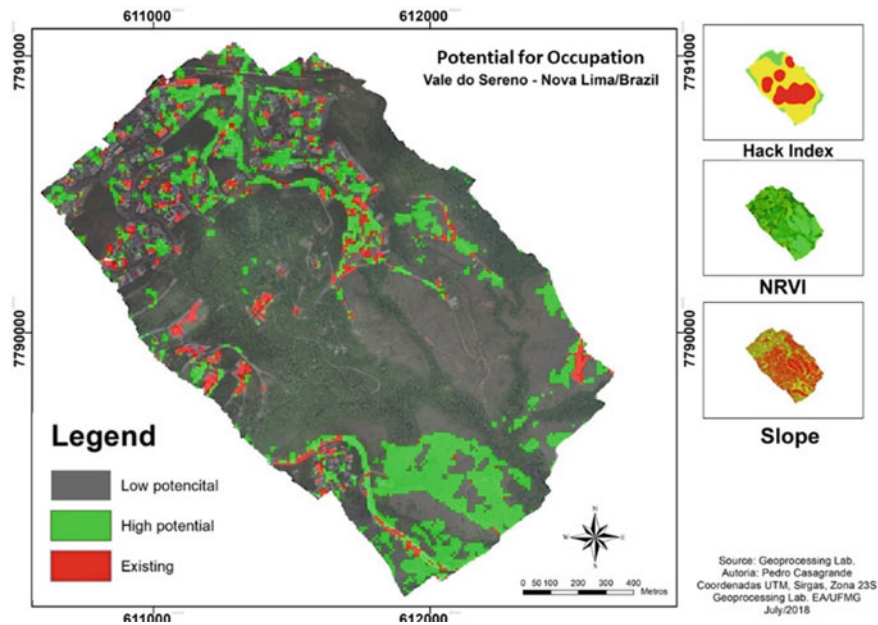 611000
612000
7791000
7791000
Potential for Occupation
Vale do Sereno - Nova Lima/Brazil
Hack Index
NRVI
7790000
7790000
Slope
Legend
Low potencital
High potential
Existing
N
W
E
S
0 50 100 200 300 400
Metros
611000
612000
Source: Geoprocessing Lab.
Autoria: Pedro Casagrande
Coordenadas UTM, Sirgas, Zona 23S
Geoprocessing Lab. EA/UFMG
July/2018